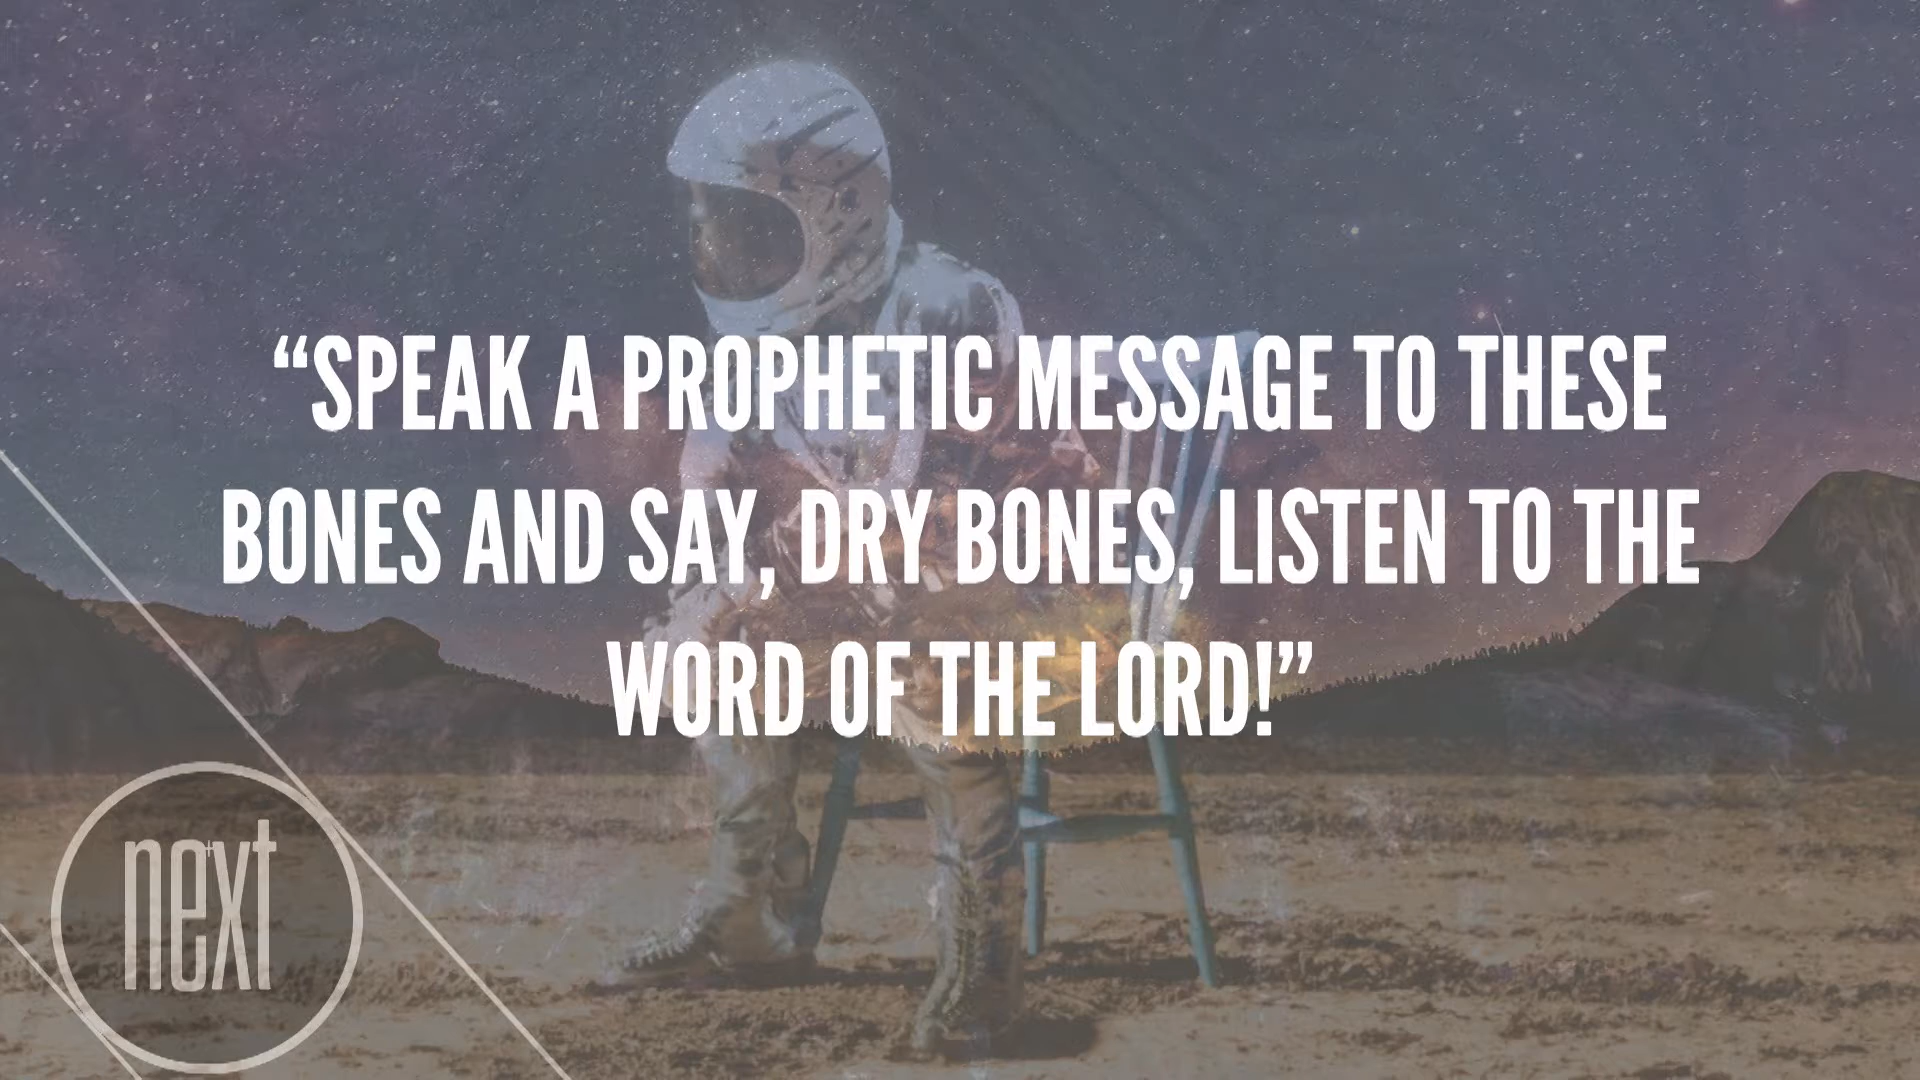 “SPEAK A PROPHETIC MESSAGE TO THESE
BONES AND SAY, DRY BONES, LISTEN TO THE
WORD OF THE LORD!”
next